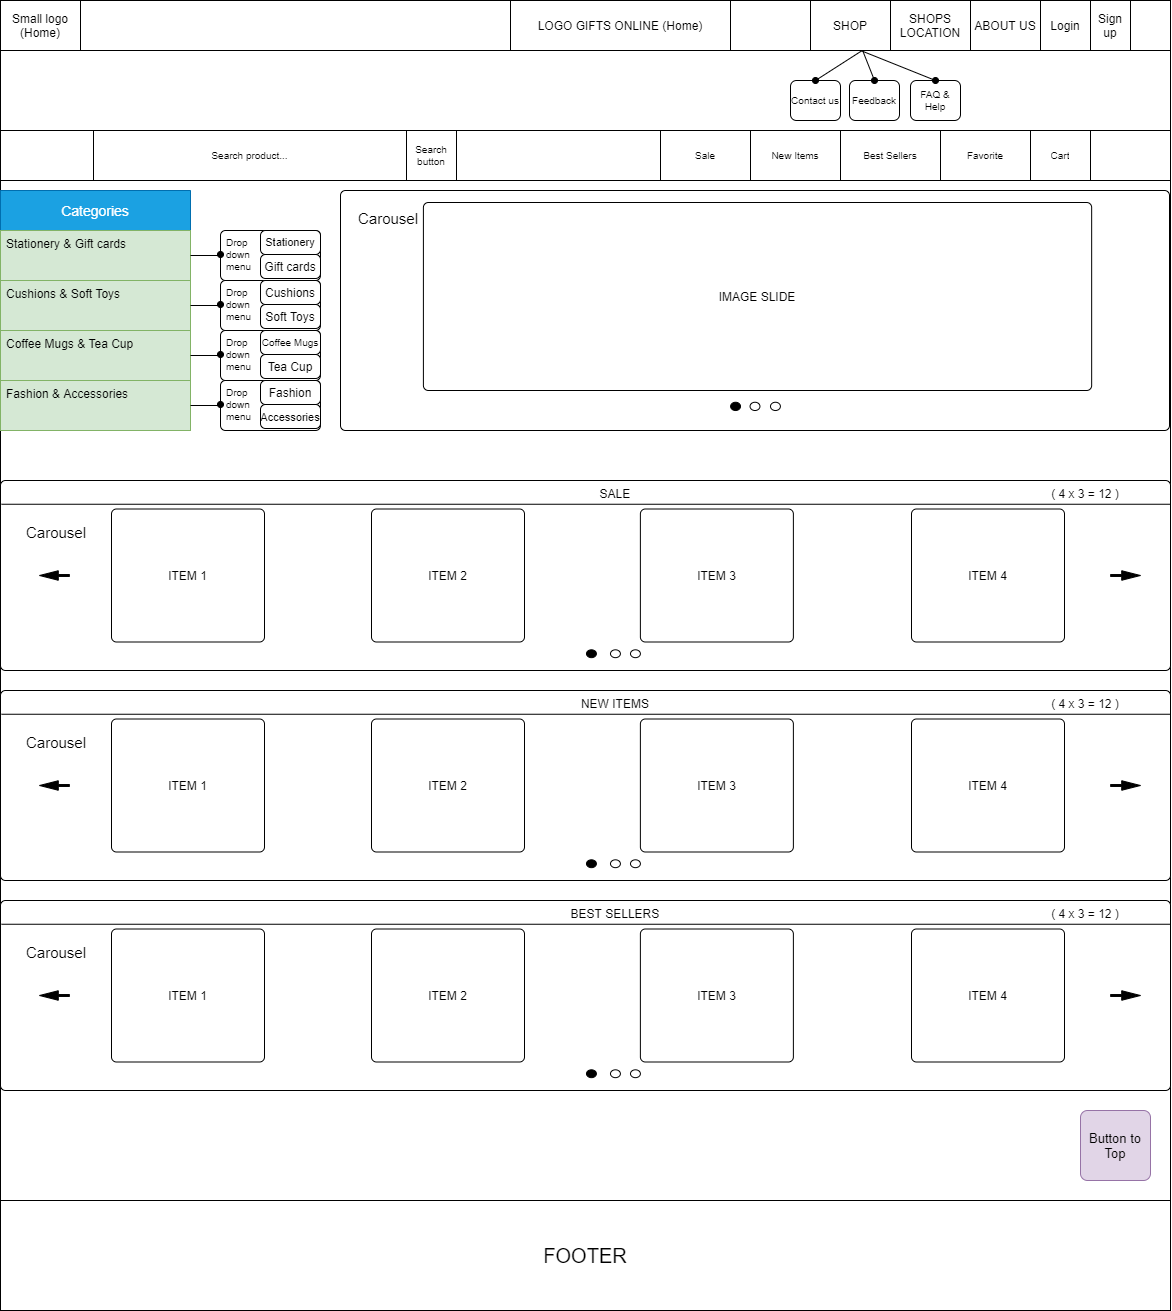 Small logo
(Home)
LOGO GIFTS ONLINE (Home)
SHOP
SHOPS
LOCATION
ABOUT US
Login
Sign
up
Contact us
Feedback
FAQ &
Help
Search product...
Search
button
Sale
New Items
Best Sellers
Favorite
Cart
Categories
Stationery & Gift cards
Drop
down
menu
Stationery
Gift cards
Cushions & Soft Toys
Drop
down
menu
Cushions
Soft Toys
Coffee Mugs & Tea Cup
Drop
down
menu
Coffee Mugs
Tea Cup
Fashion & Accessories
Drop
down
menu
Fashion
Accessories
Carousel
IMAGE SLIDE
SALE
( 4 x 3 = 12 )
Carousel
ITEM 1
ITEM 2
ITEM 3
ITEM 4
NEW ITEMS
( 4 x 3 = 12 )
Carousel
ITEM 1
ITEM 2
ITEM 3
ITEM 4
BEST SELLERS
( 4 x 3 = 12 )
Carousel
ITEM 1
ITEM 2
ITEM 3
ITEM 4
Button to
Top
FOOTER